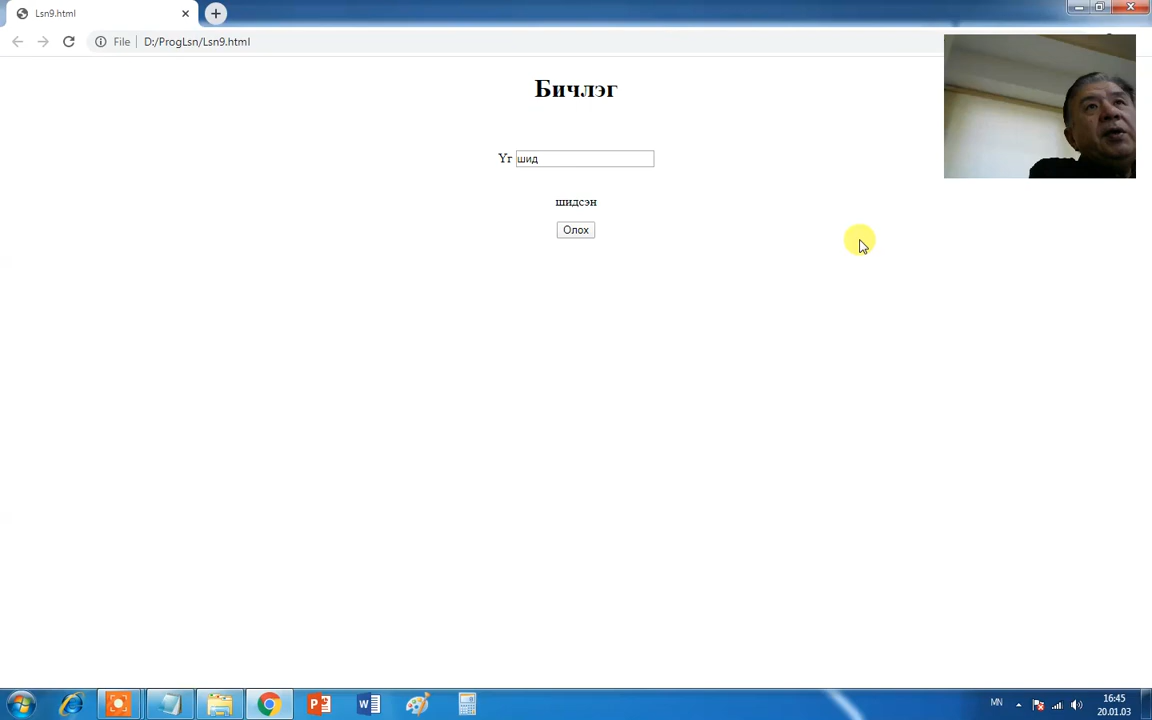 Lsn9.html
File D:/ProgLsn/Lsn9.html
Бичлэг
Үг шид
шидсэн
Олох
MN
16:45
20.01.03